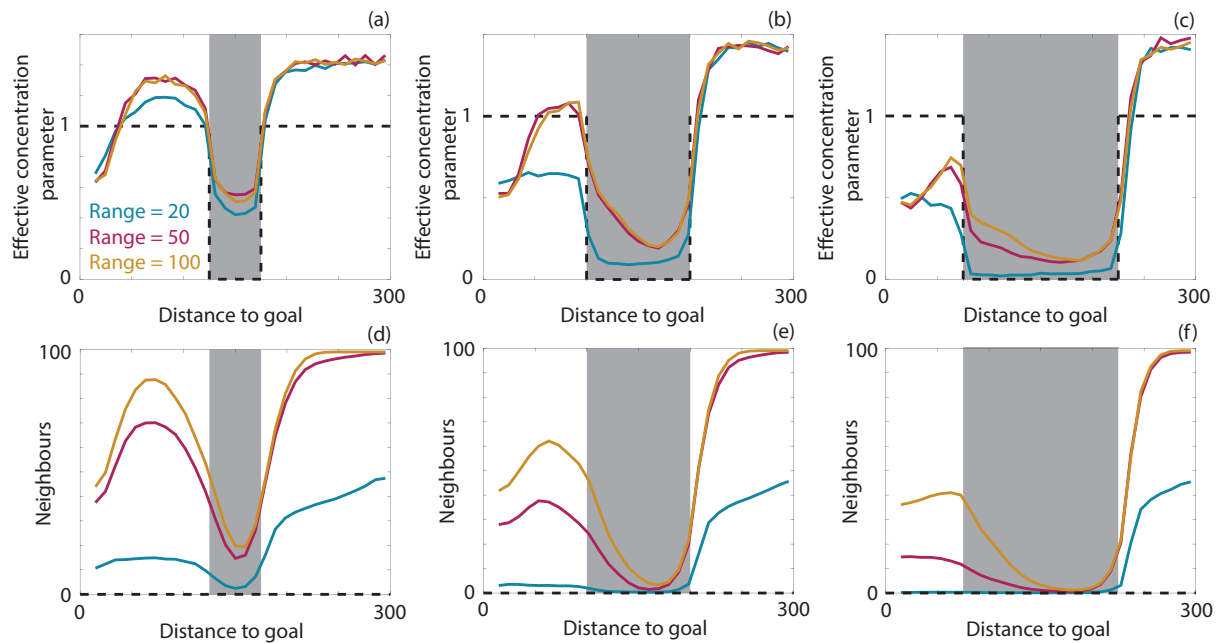 (a)
Effective concentration
parameter
1
0
Range = 20
Range = 50
Range = 100
0
300
Distance to goal
(b)
Effective concentration
parameter
1
0
0
300
Distance to goal
(c)
Effective concentration
parameter
1
0
0
300
Distance to goal
(d)
Neighbours
100
0
0
300
Distance to goal
(e)
Neighbours
100
0
0
300
Distance to goal
(f)
Neighbours
100
0
0
300
Distance to goal